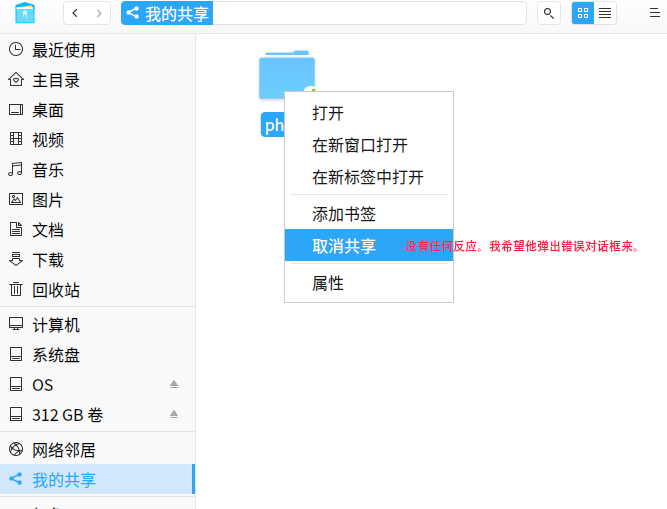 我的共享
最近使用
主目录
桌面
视频
音乐
图片
文档
下载
回收站
计算机
系统盘
OS
312 GB 卷
网络邻居
我的共享
ph
打开
在新窗口打开
在新标签中打开
添加书签
取消共享
没有任何反应。我希望他弹出错误对话框来。
属性